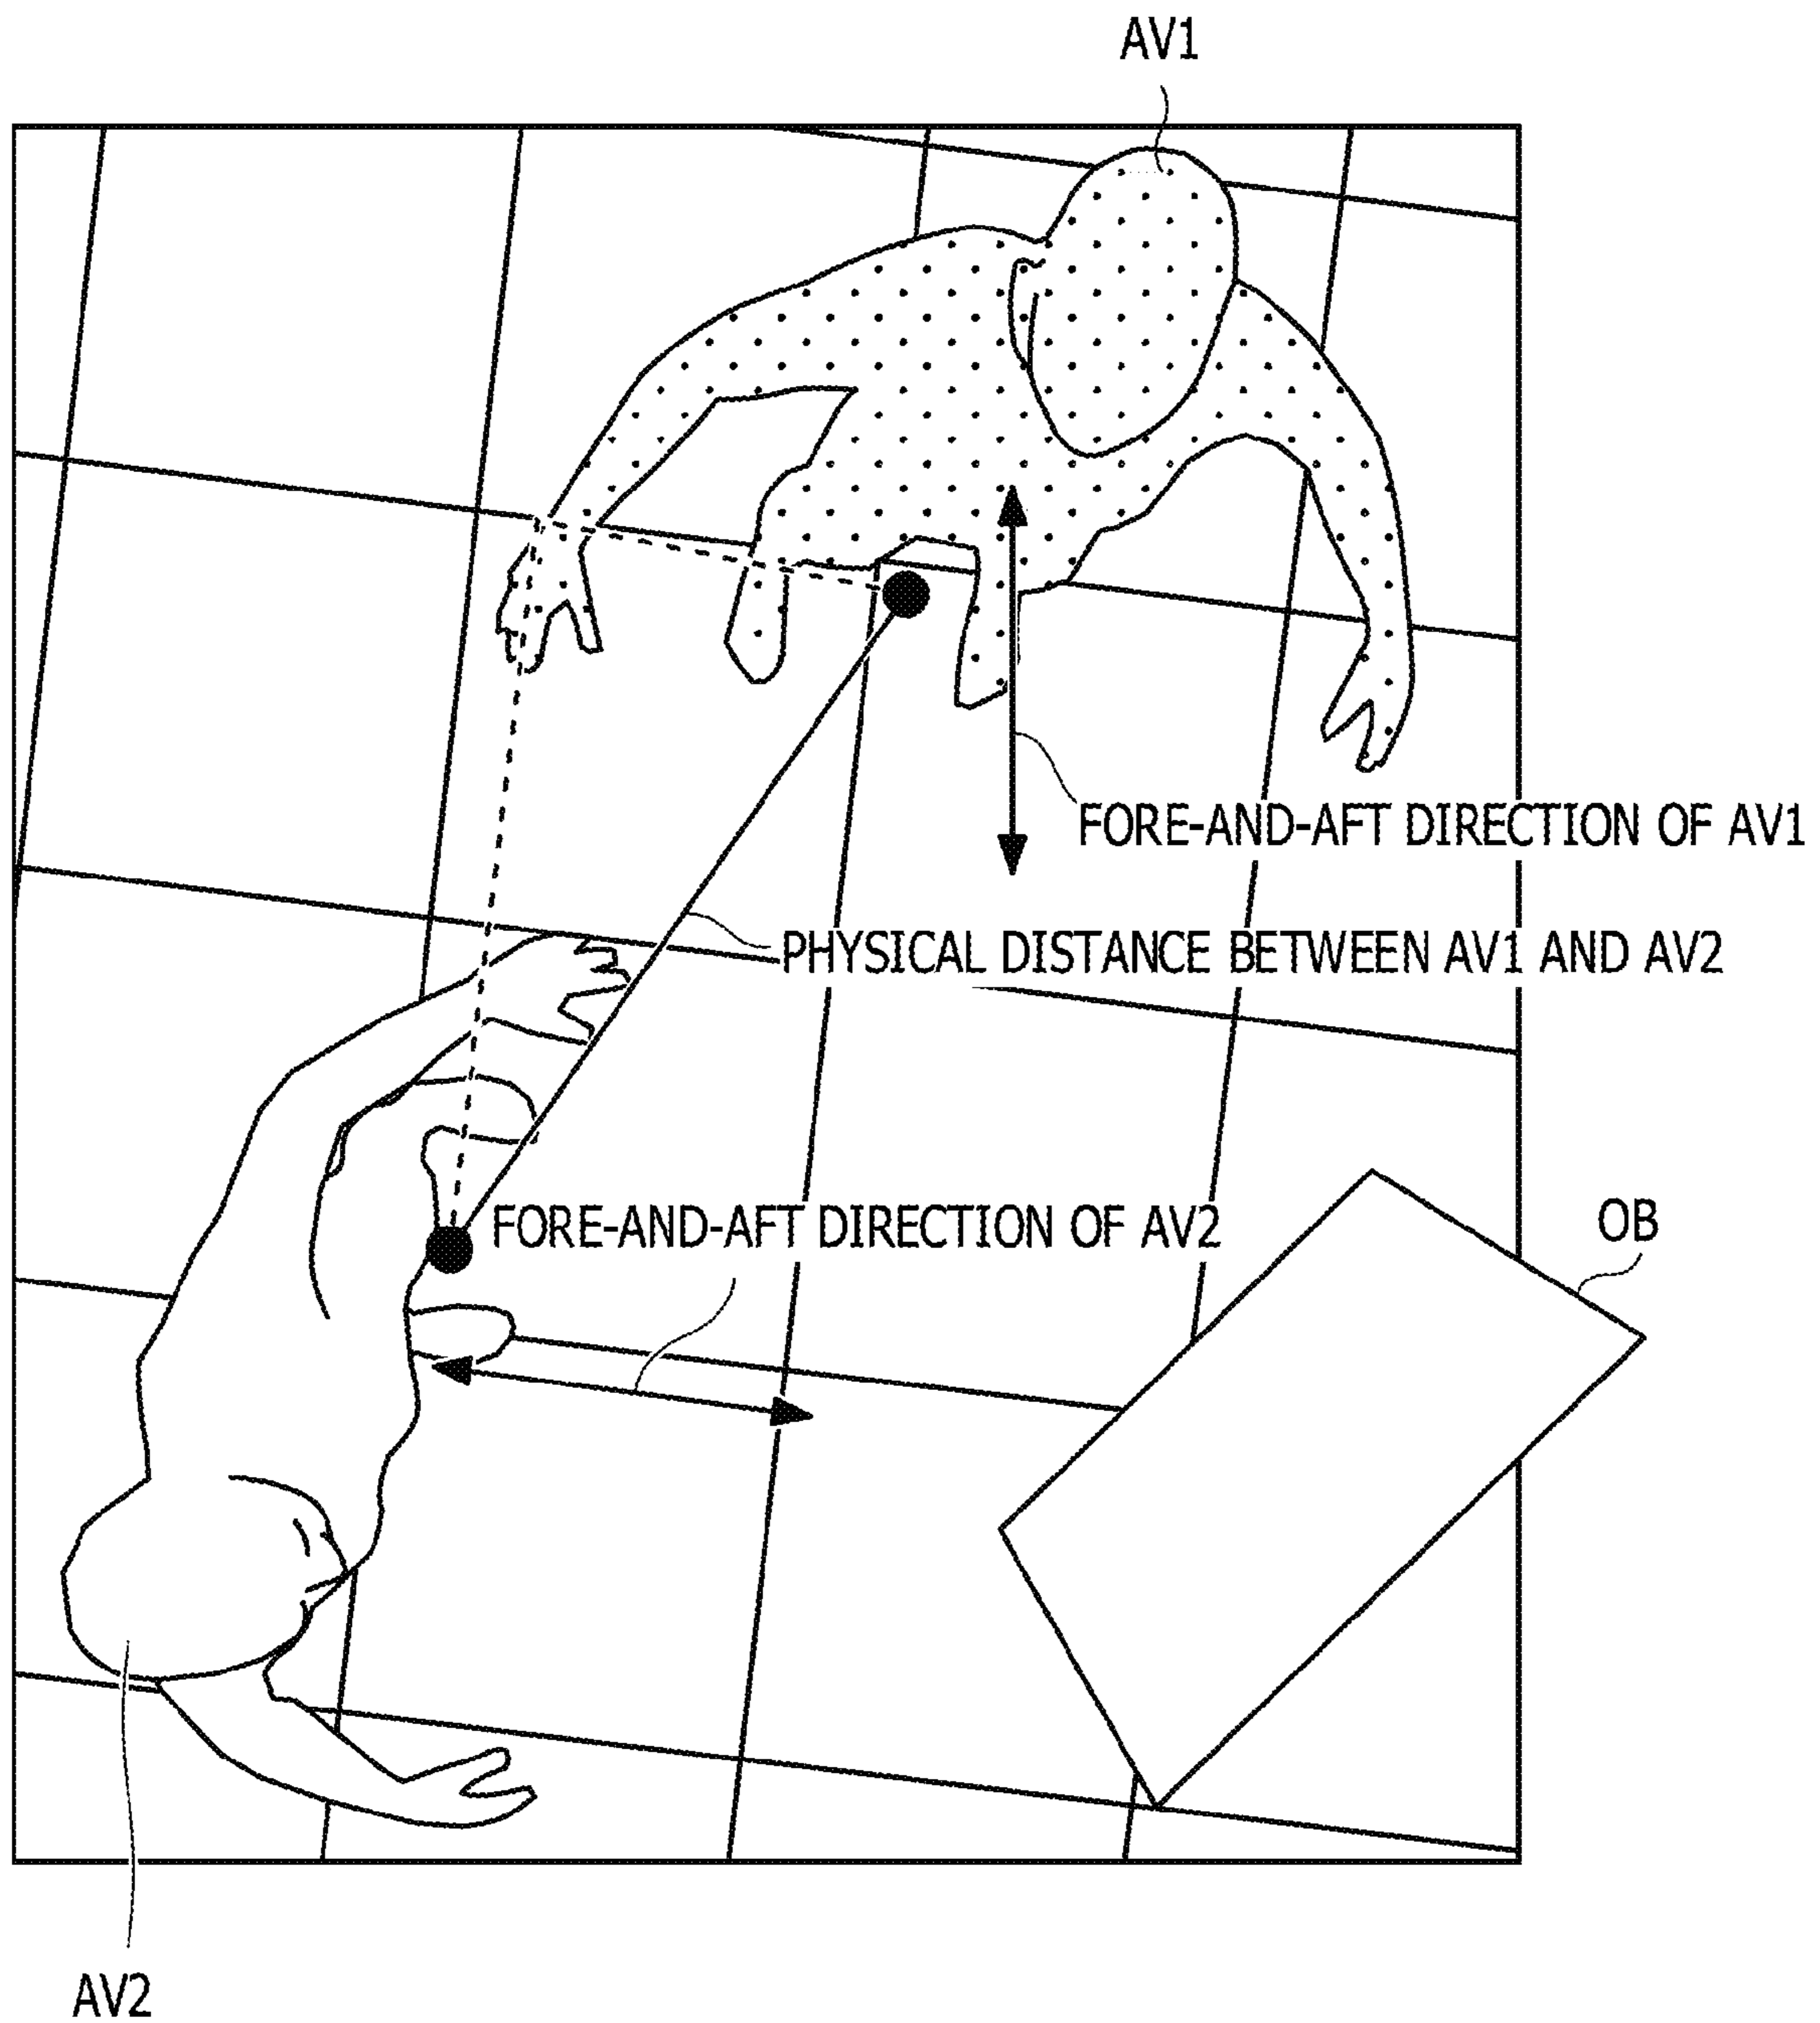 AV1
FORE-AND-AFT DIRECTION OF AV1
PHYSICAL DISTANCE BETWEEN AV1 AND AV2
OB
FORE-AND-AFT DIRECTION OF AV2
AV2